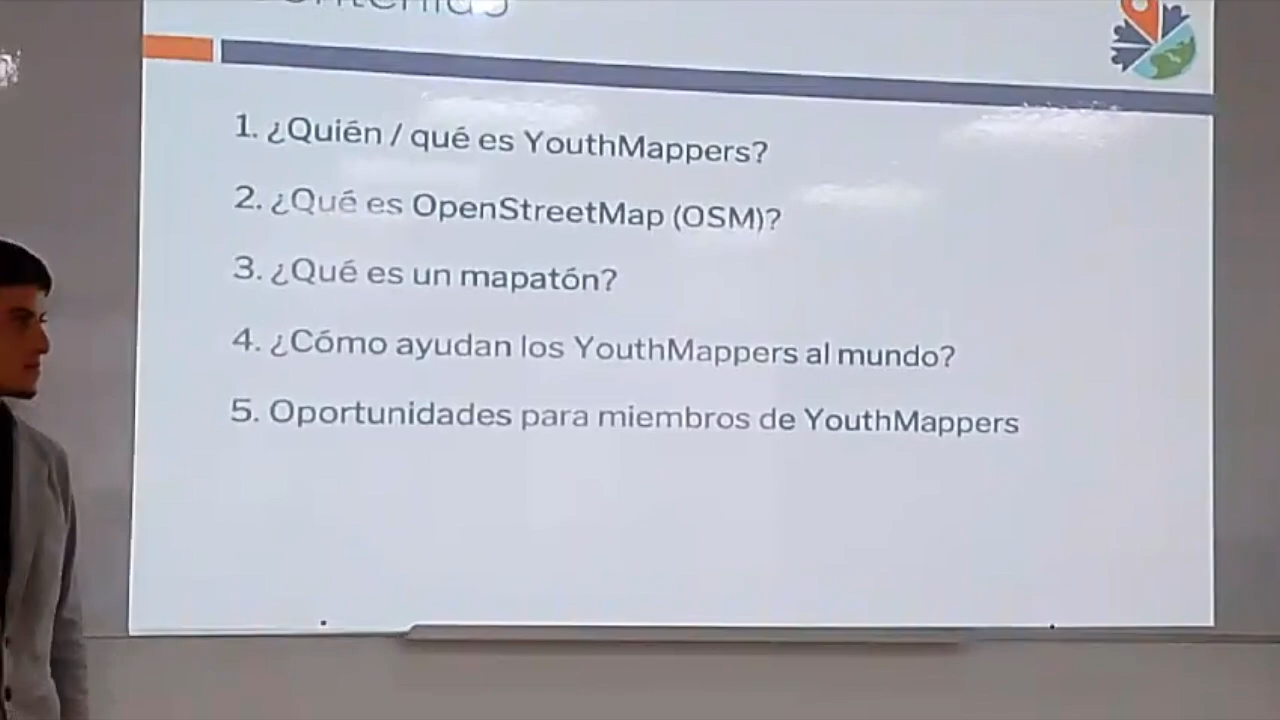 1. ¿Quién / qué es YouthMappers?
2. ¿Qué es OpenStreetMap (OSM)?
3. ¿Qué es un mapatón?
4. ¿Cómo ayudan los YouthMappers al mundo?
5. Oportunidades para miembros de YouthMappers